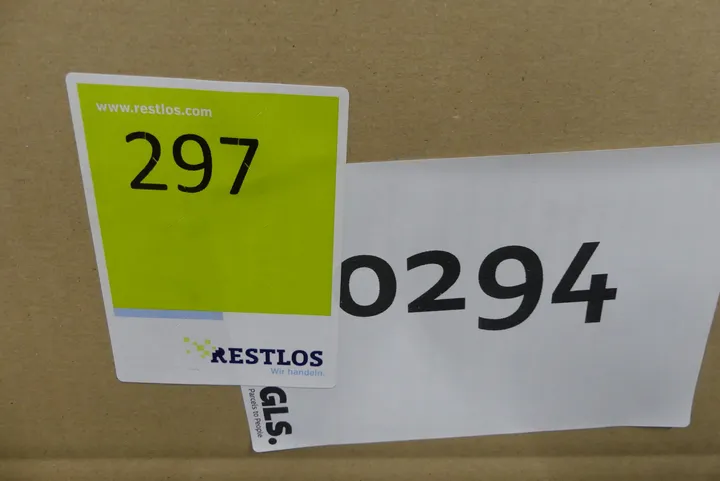 www.restlos.com
297
RESTLOS
Wir handeln.
0294
GLS.
Parcels to People